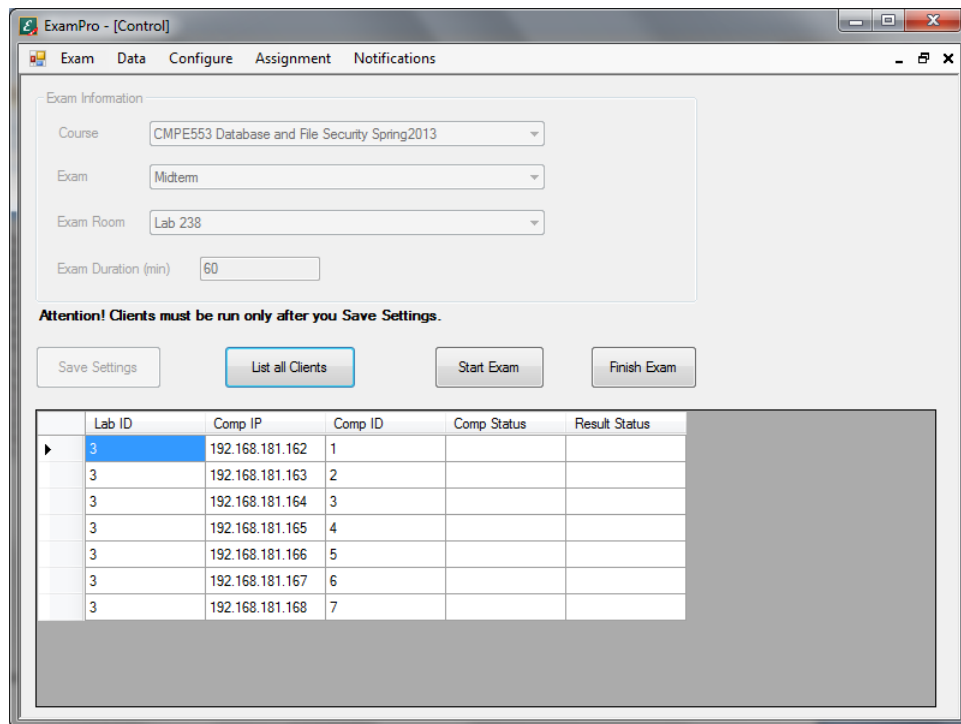 ExamPro - [Control]
Exam Data Configure Assignment Notifications
Exam Information
Course CMPE553 Database and File Security Spring2013
Exam Midterm
Exam Room Lab 238
Exam Duration (min) 60
Attention! Clients must be run only after you Save Settings.
Save Settings List all Clients Start Exam Finish Exam
Lab ID Comp IP Comp ID Comp Status Result Status
3 192.168.181.162 1
3 192.168.181.163 2
3 192.168.181.164 3
3 192.168.181.165 4
3 192.168.181.166 5
3 192.168.181.167 6
3 192.168.181.168 7